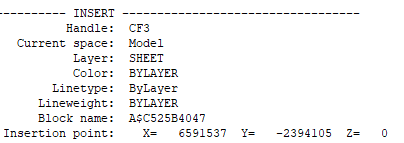 ---------- INSERT ------------------------------------
Handle: CF3
Current space: Model
Layer: SHEET
Color: BYLAYER
Linetype: ByLayer
Lineweight: BYLAYER
Block name: A$C525B4047
Insertion point: X= 6591537 Y= -2394105 Z= 0